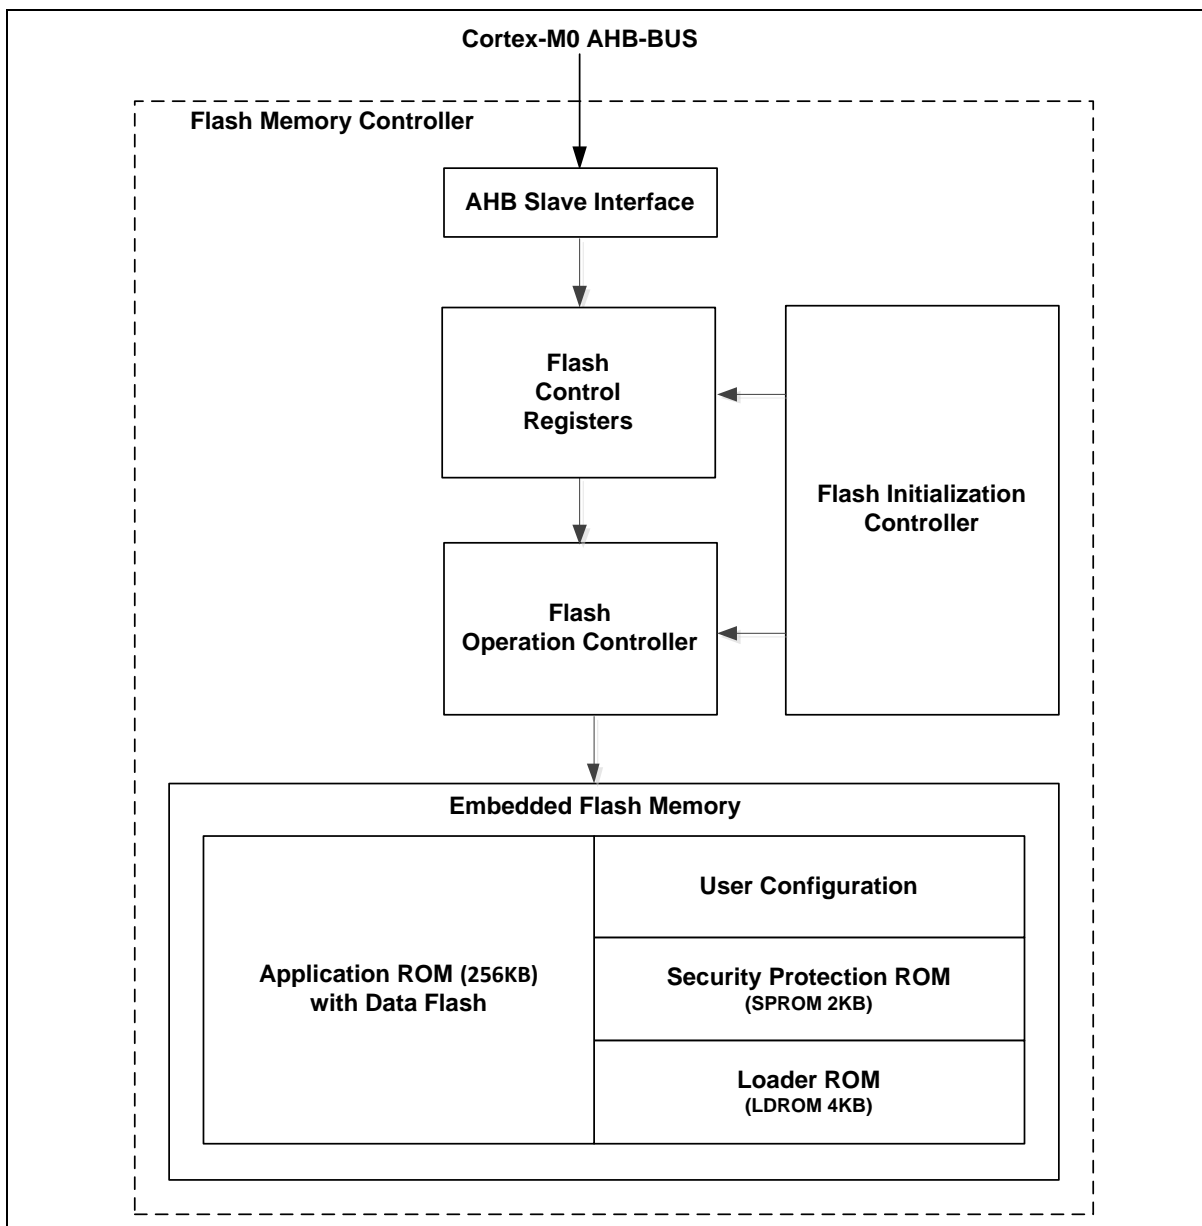 Cortex-M0 AHB-BUS
Flash Memory Controller
AHB Slave Interface
Flash
Control
Registers
Flash Initialization
Controller
Flash
Operation Controller
Embedded Flash Memory
Application ROM (256KB)
with Data Flash
User Configuration
Security Protection ROM
(SPROM 2KB)
Loader ROM
(LDROM 4KB)